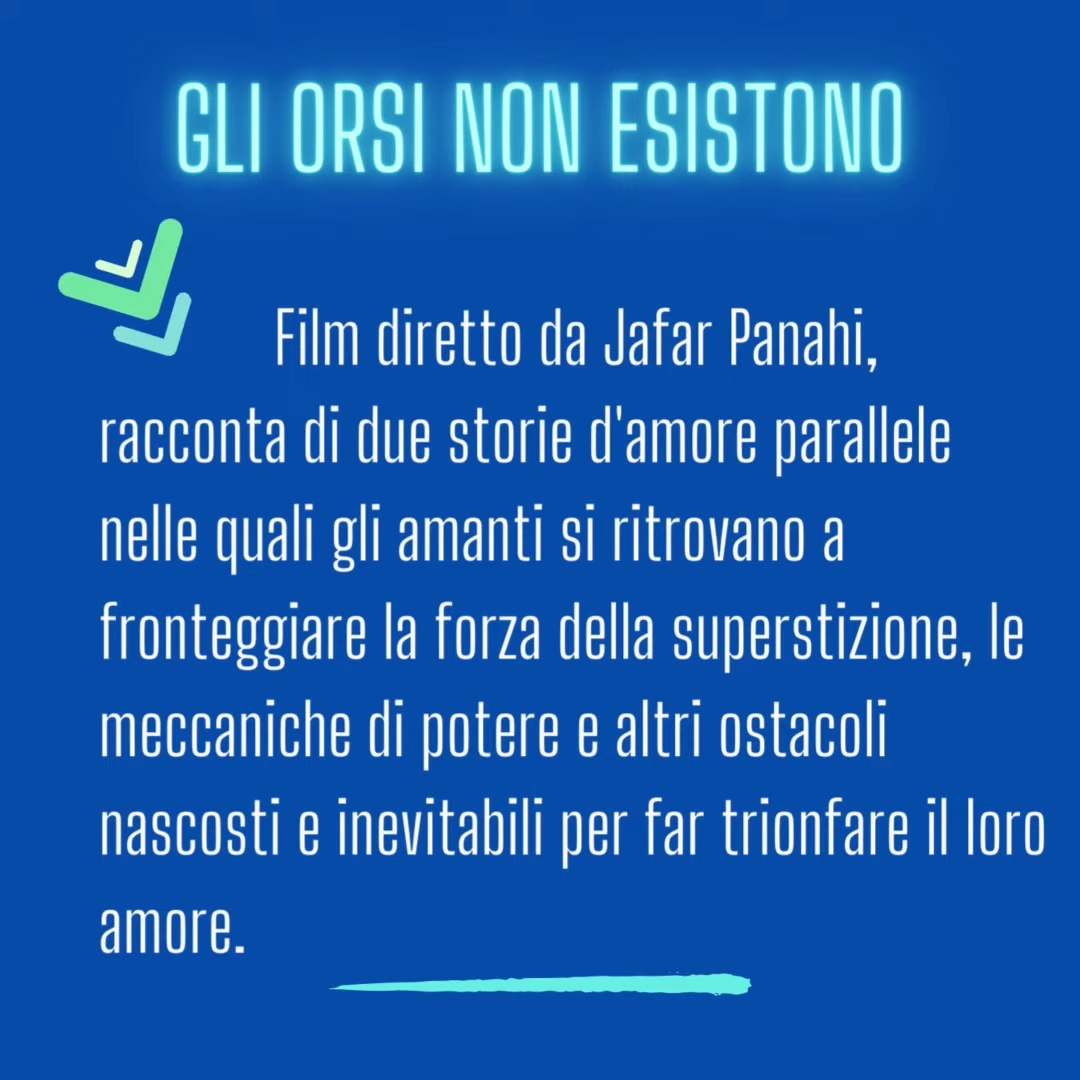 GLI ORSI NON ESISTONO
Film diretto da Jafar Panahi,
racconta di due storie d'amore parallele
nelle quali gli amanti si ritrovano a
fronteggiare la forza della superstizione, le
meccaniche di potere e altri ostacoli
nascosti e inevitabili per far trionfare il loro
amore.